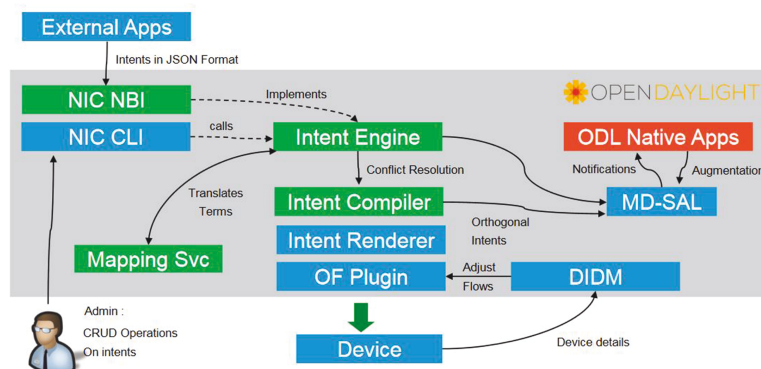 External Apps
Intents in JSON Format
NIC NBI
Implements
OPENDAYLIGHT
NIC CLI
calls
Intent Engine
ODL Native Apps
Conflict Resolution
Notifications
Augmentation
Translates
Terms
Intent Compiler
MD-SAL
Orthogonal
Intents
Intent Renderer
Mapping Svc
OF Plugin
Adjust
Flows
DIDM
Admin :
CRUD Operations
On intents
Device
Device details